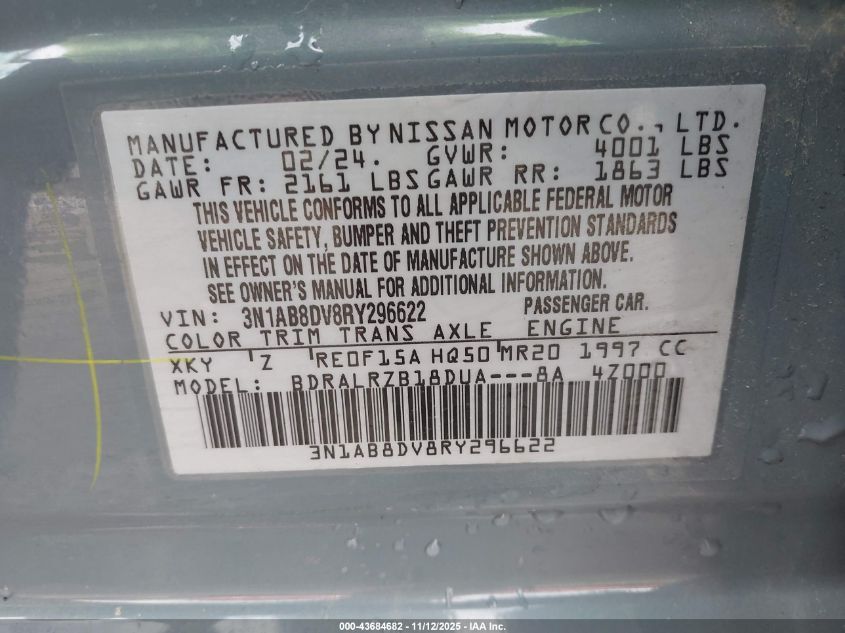 MANUFACTURED BY NISSAN MOTOR CO., LTD.
DATE: 02/24. GVWR: 4001 LBS
GAWR FR: 2161 LBS GAWR RR: 1863 LBS
THIS VEHICLE CONFORMS TO ALL APPLICABLE FEDERAL MOTOR
VEHICLE SAFETY, BUMPER AND THEFT PREVENTION STANDARDS
IN EFFECT ON THE DATE OF MANUFACTURE SHOWN ABOVE.
SEE OWNER'S MANUAL FOR ADDITIONAL INFORMATION.
VIN: 3N1AB8DV8RY296622 PASSENGER CAR.
COLOR TRIM TRANS AXLE ENGINE
XKY Z RE0F15A HQ50 MR20 1997 CC
MODEL: BDRALRZB18DUA---8A 4Z000
3N1AB8DV8RY296622
000-43684682 - 11/12/2025 - IAA Inc.